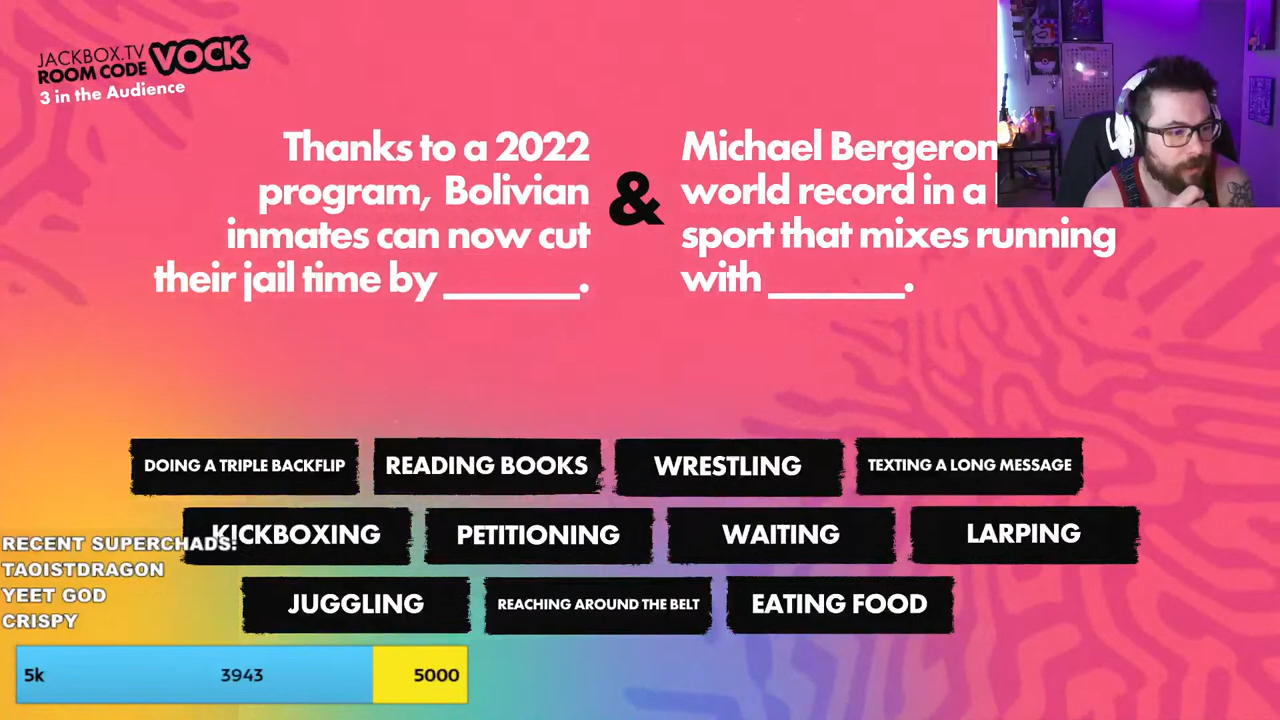 JACKBOX.TV
ROOM CODE VOCK
3 in the Audience
Thanks to a 2022
program, Bolivian
inmates can now cut
their jail time by ______.
&
Michael Bergeron
world record in a
sport that mixes running
with ______.
DOING A TRIPLE BACKFLIP
READING BOOKS
WRESTLING
TEXTING A LONG MESSAGE
KICKBOXING
PETITIONING
WAITING
LARPING
JUGGLING
REACHING AROUND THE BELT
EATING FOOD
RECENT SUPERCHADS!
TAOISTDRAGON
YEET GOD
CRISPY
5k 3943 5000